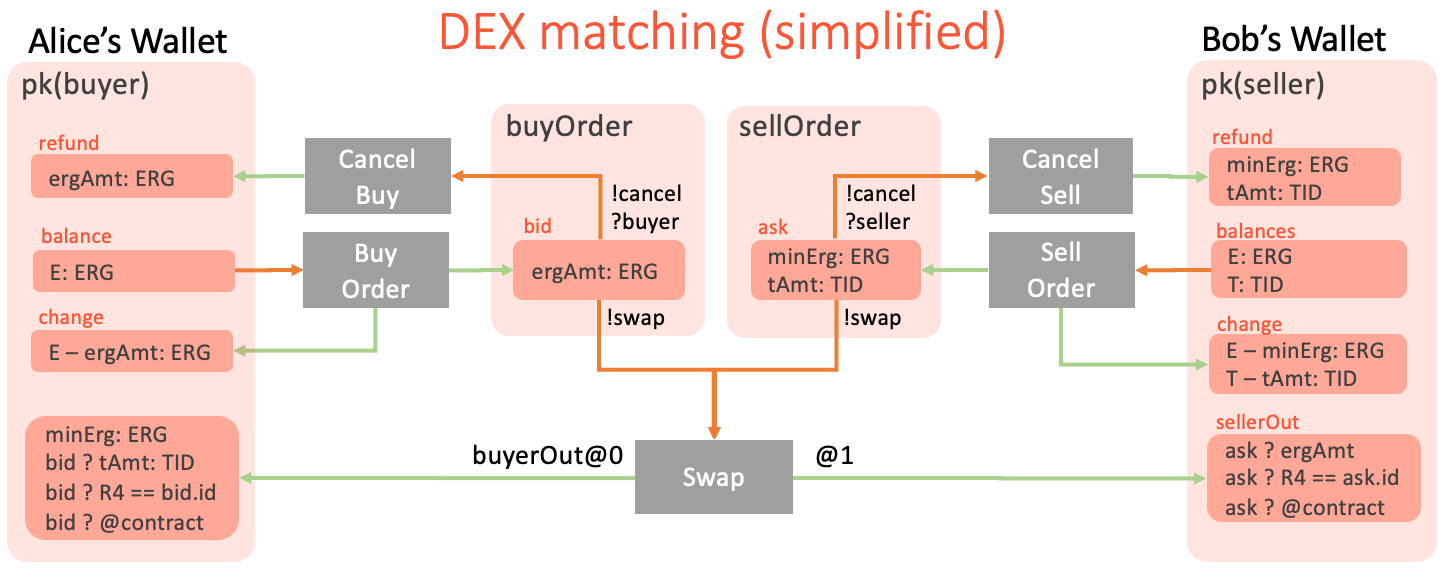 DEX matching (simplified)
Alice's Wallet
pk(buyer)
refund
ergAmt: ERG
balance
E: ERG
change
E – ergAmt: ERG
minErg: ERG
bid ? tAmt: TID
bid ? R4 == bid.id
bid ? @contract
Cancel
Buy
Buy
Order
buyOrder
!cancel
?buyer
bid
ergAmt: ERG
!swap
sellOrder
!cancel
?seller
ask
minErg: ERG
tAmt: TID
!swap
Cancel
Sell
Sell
Order
buyerOut@0
Swap
@1
Bob's Wallet
pk(seller)
refund
minErg: ERG
tAmt: TID
balances
E: ERG
T: TID
change
E – minErg: ERG
T – tAmt: TID
sellerOut
ask ? ergAmt
ask ? R4 == ask.id
ask ? @contract